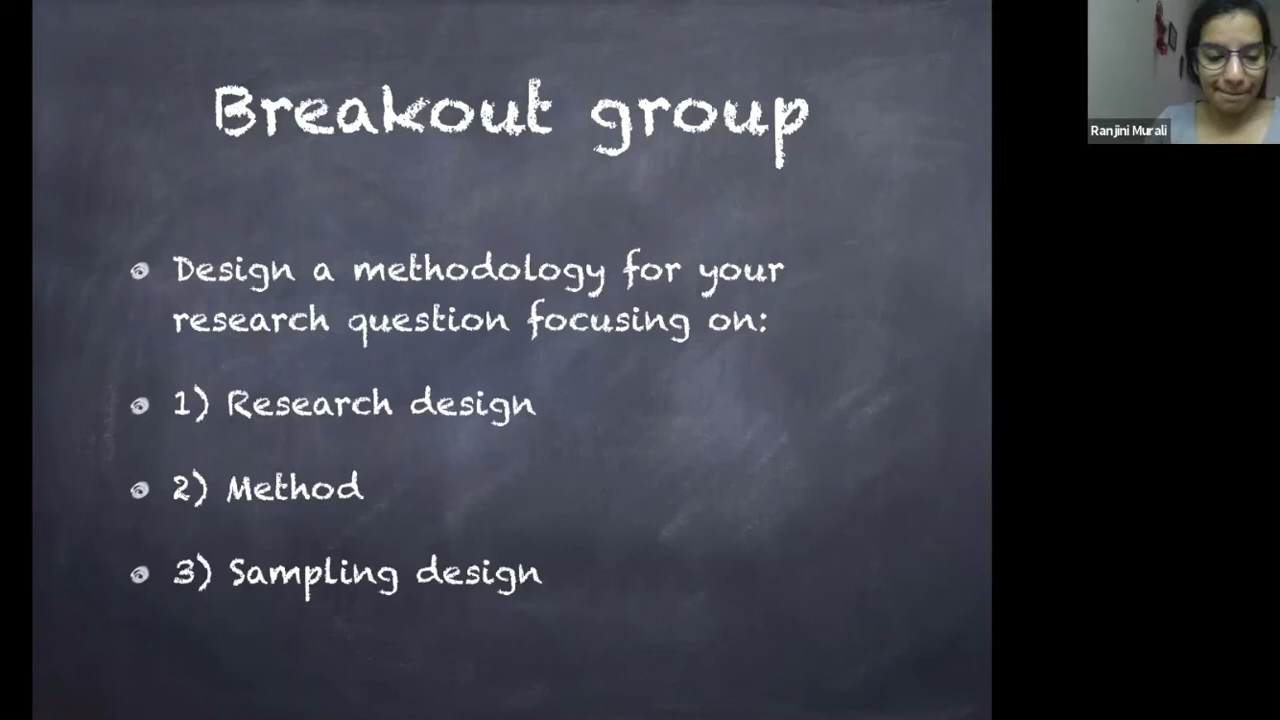 Breakout group
Design a methodology for your
research question focusing on:
1) Research design
2) Method
3) Sampling design
Ranjini Murali